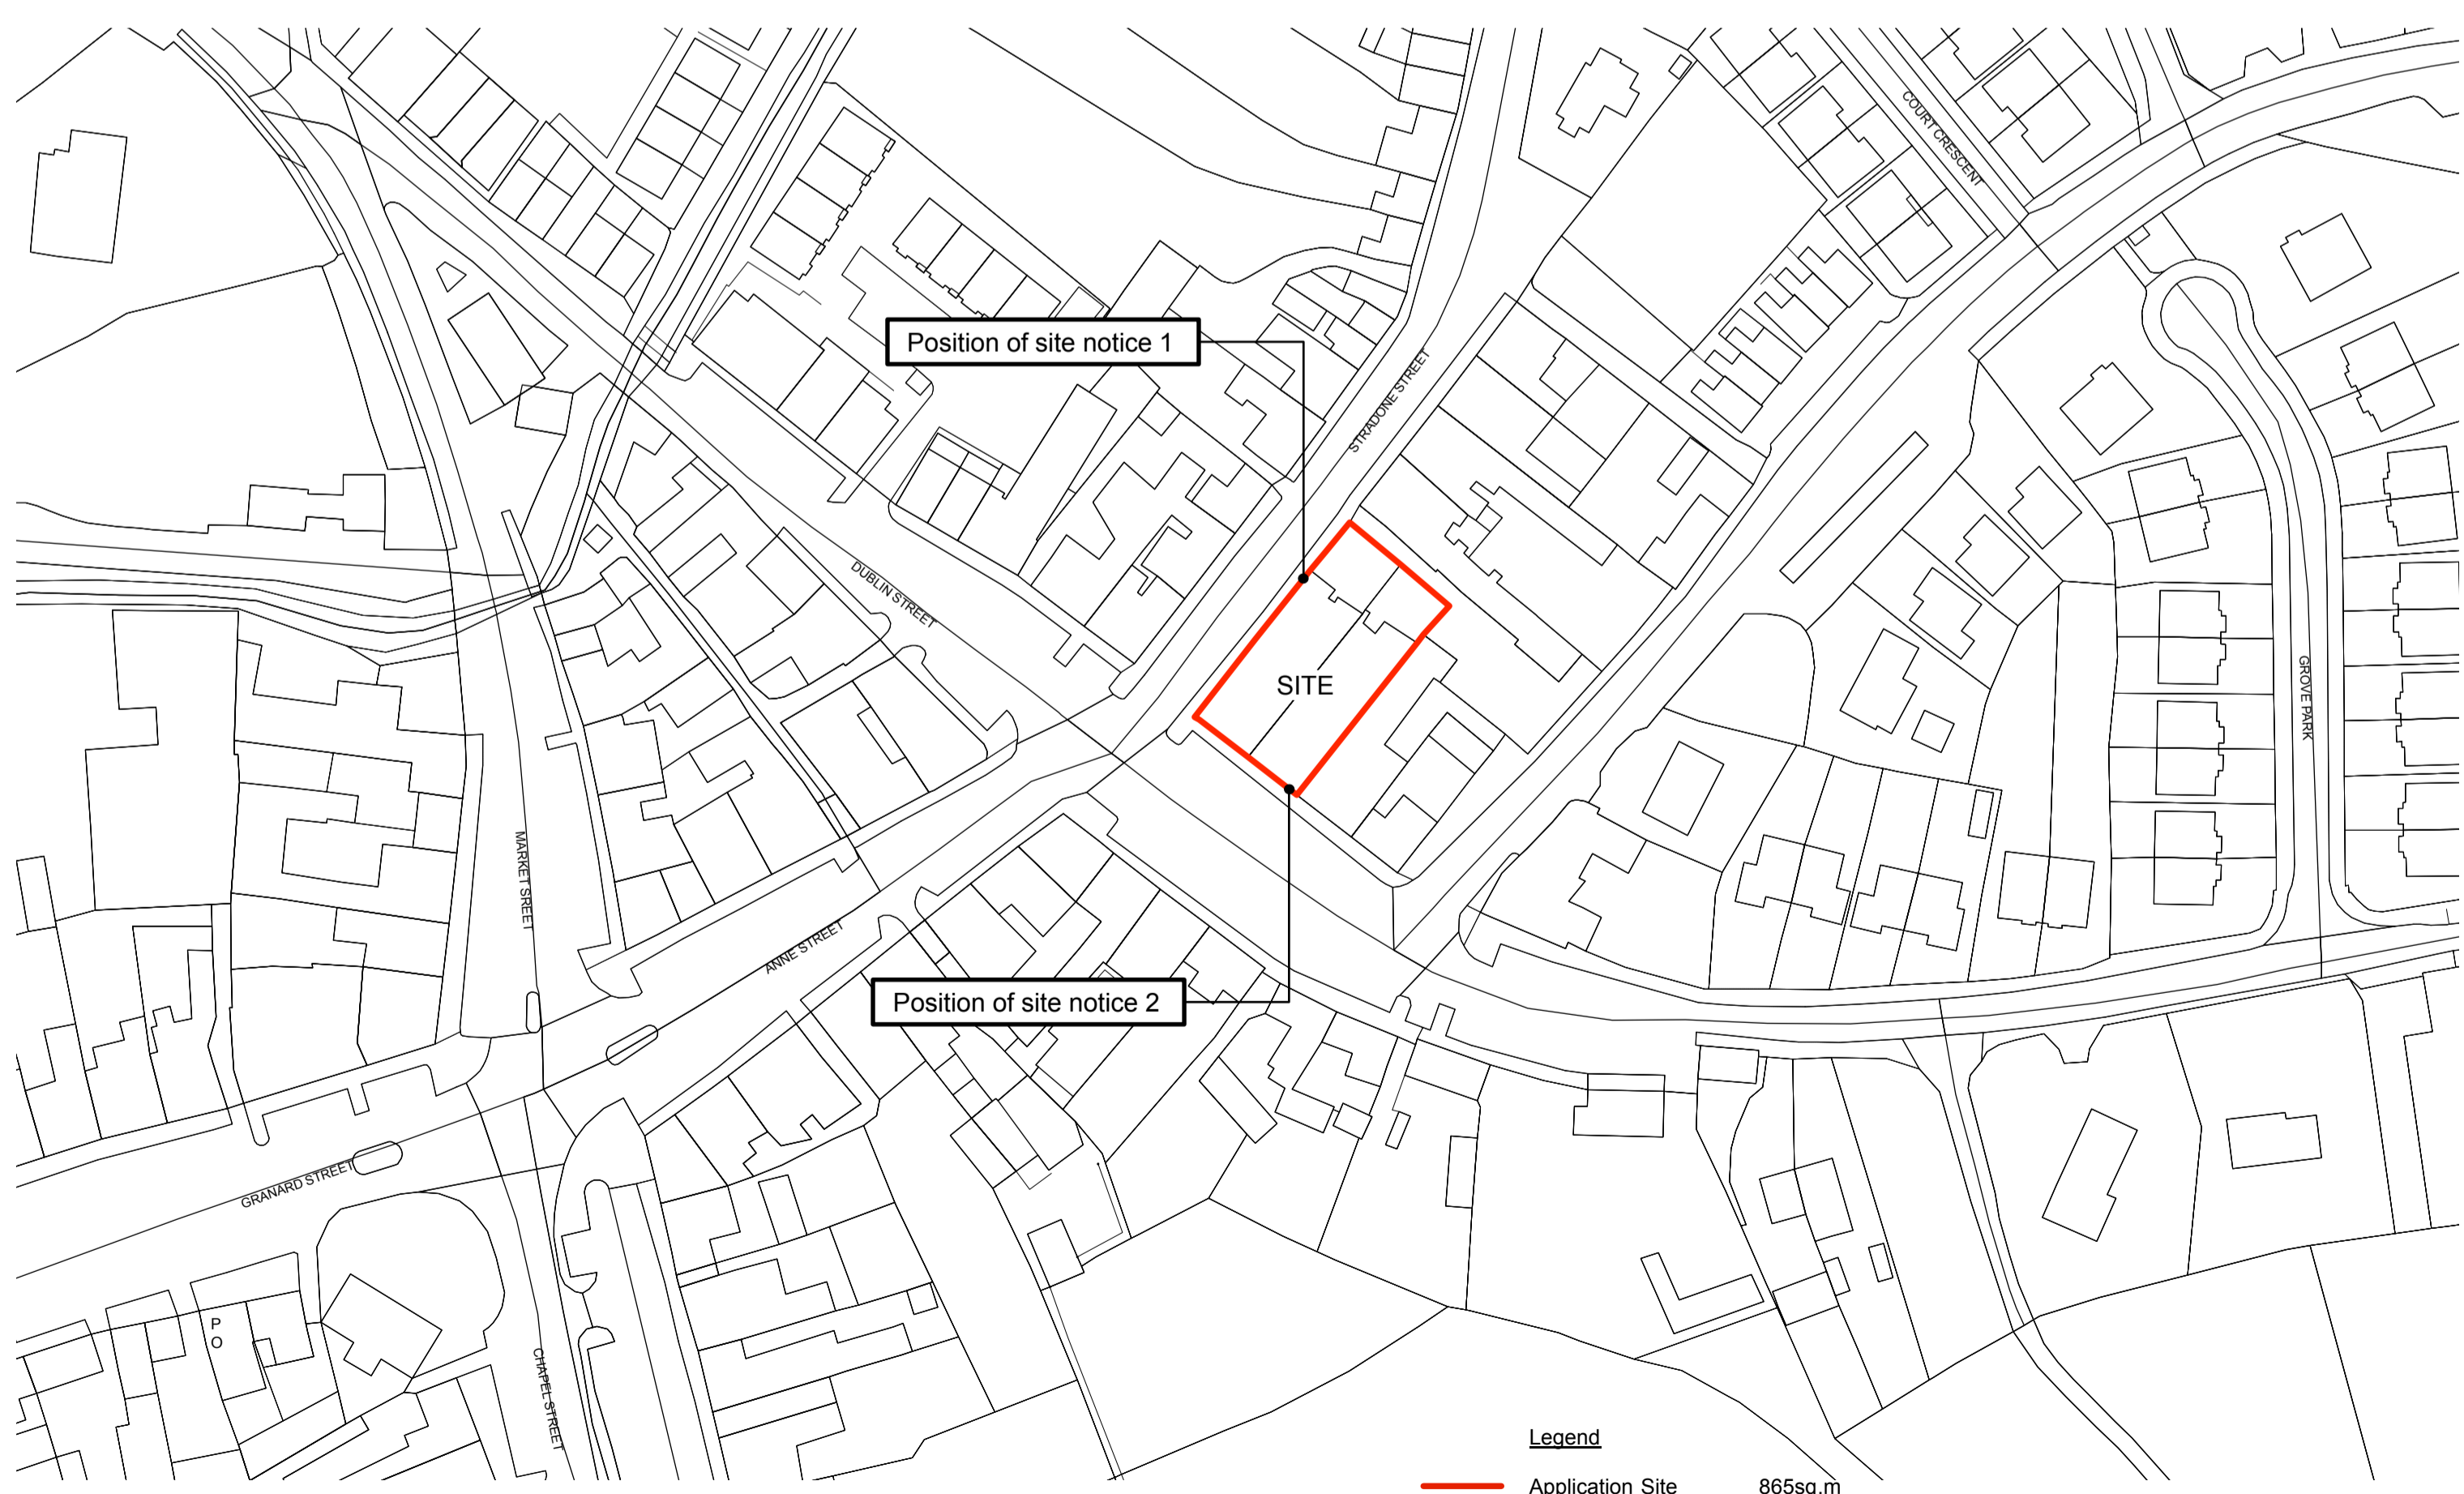 COURT CRESCENT
Position of site notice 1
STRADONE STREET
DUBLIN STREET
SITE
GROVE PARK
MARKET SREET
ANNE STREET
Position of site notice 2
GRANARD STREET
P
O
CHAPEL STREET
Legend
Application Site 865sq.m